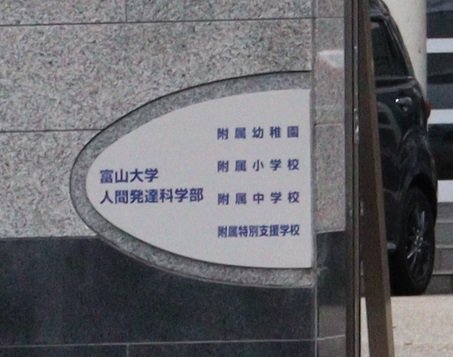 富山大学
人間発達科学部
附属幼稚園
附属小学校
附属中学校
附属特別支援学校